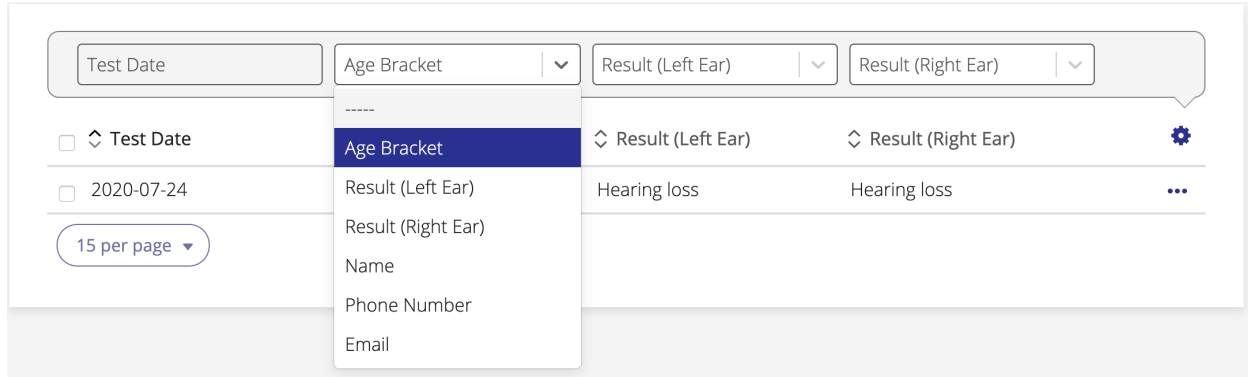 Test Date Age Bracket Result (Left Ear) Result (Right Ear)
-----
Test Date Age Bracket Result (Left Ear) Result (Right Ear)
2020-07-24 Result (Left Ear) Hearing loss Hearing loss
Result (Right Ear)
15 per page Name
Phone Number
Email